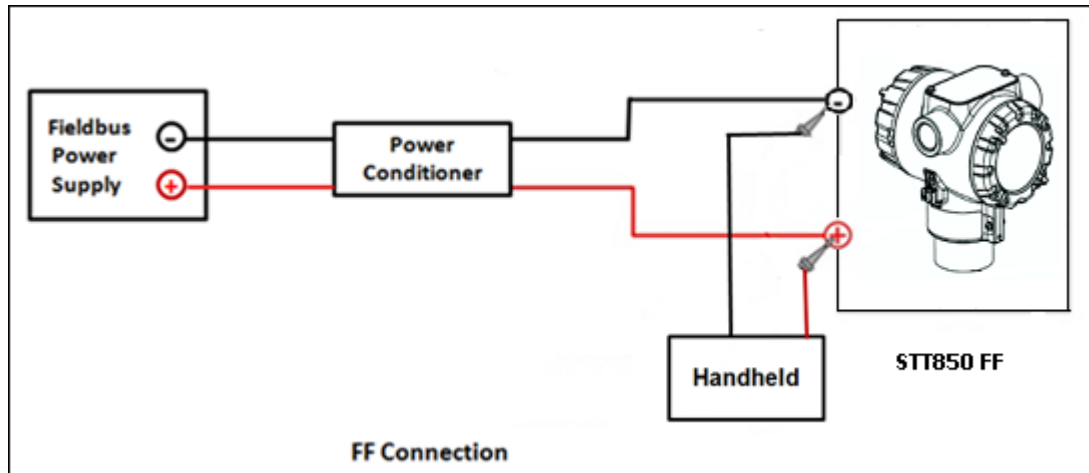 Fieldbus
Power
Supply
-
+
Power
Conditioner
-
+
Handheld
STT850 FF
FF Connection